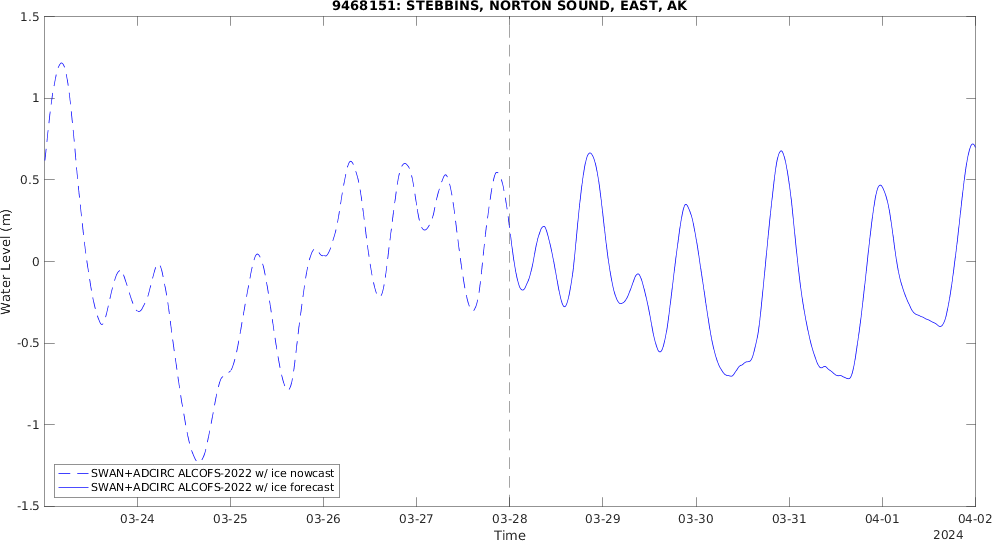 9468151: STEBBINS, NORTON SOUND, EAST, AK
1.5
1
0.5
0
-0.5
-1
-1.5
Water Level (m)
SWAN+ADCIRC ALCOFS-2022 w/ ice nowcast
SWAN+ADCIRC ALCOFS-2022 w/ ice forecast
03-24 03-25 03-26 03-27 03-28 03-29 03-30 03-31 04-01 04-02
Time
2024